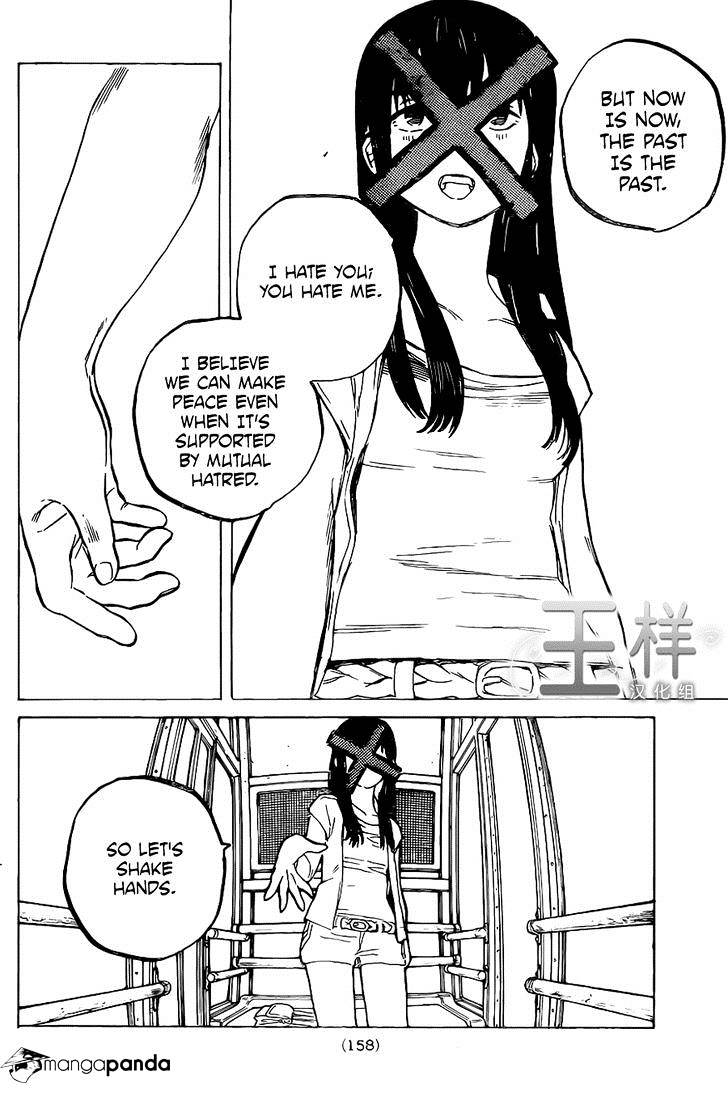 BUT NOW
IS NOW,
THE PAST
IS THE
PAST.
I HATE YOU;
YOU HATE ME.
I BELIEVE
WE CAN MAKE
PEACE EVEN
WHEN IT'S
SUPPORTED
BY MUTUAL
HATRED.
王样
汉化组
SO LET'S
SHAKE
HANDS.
(158)
mangapanda